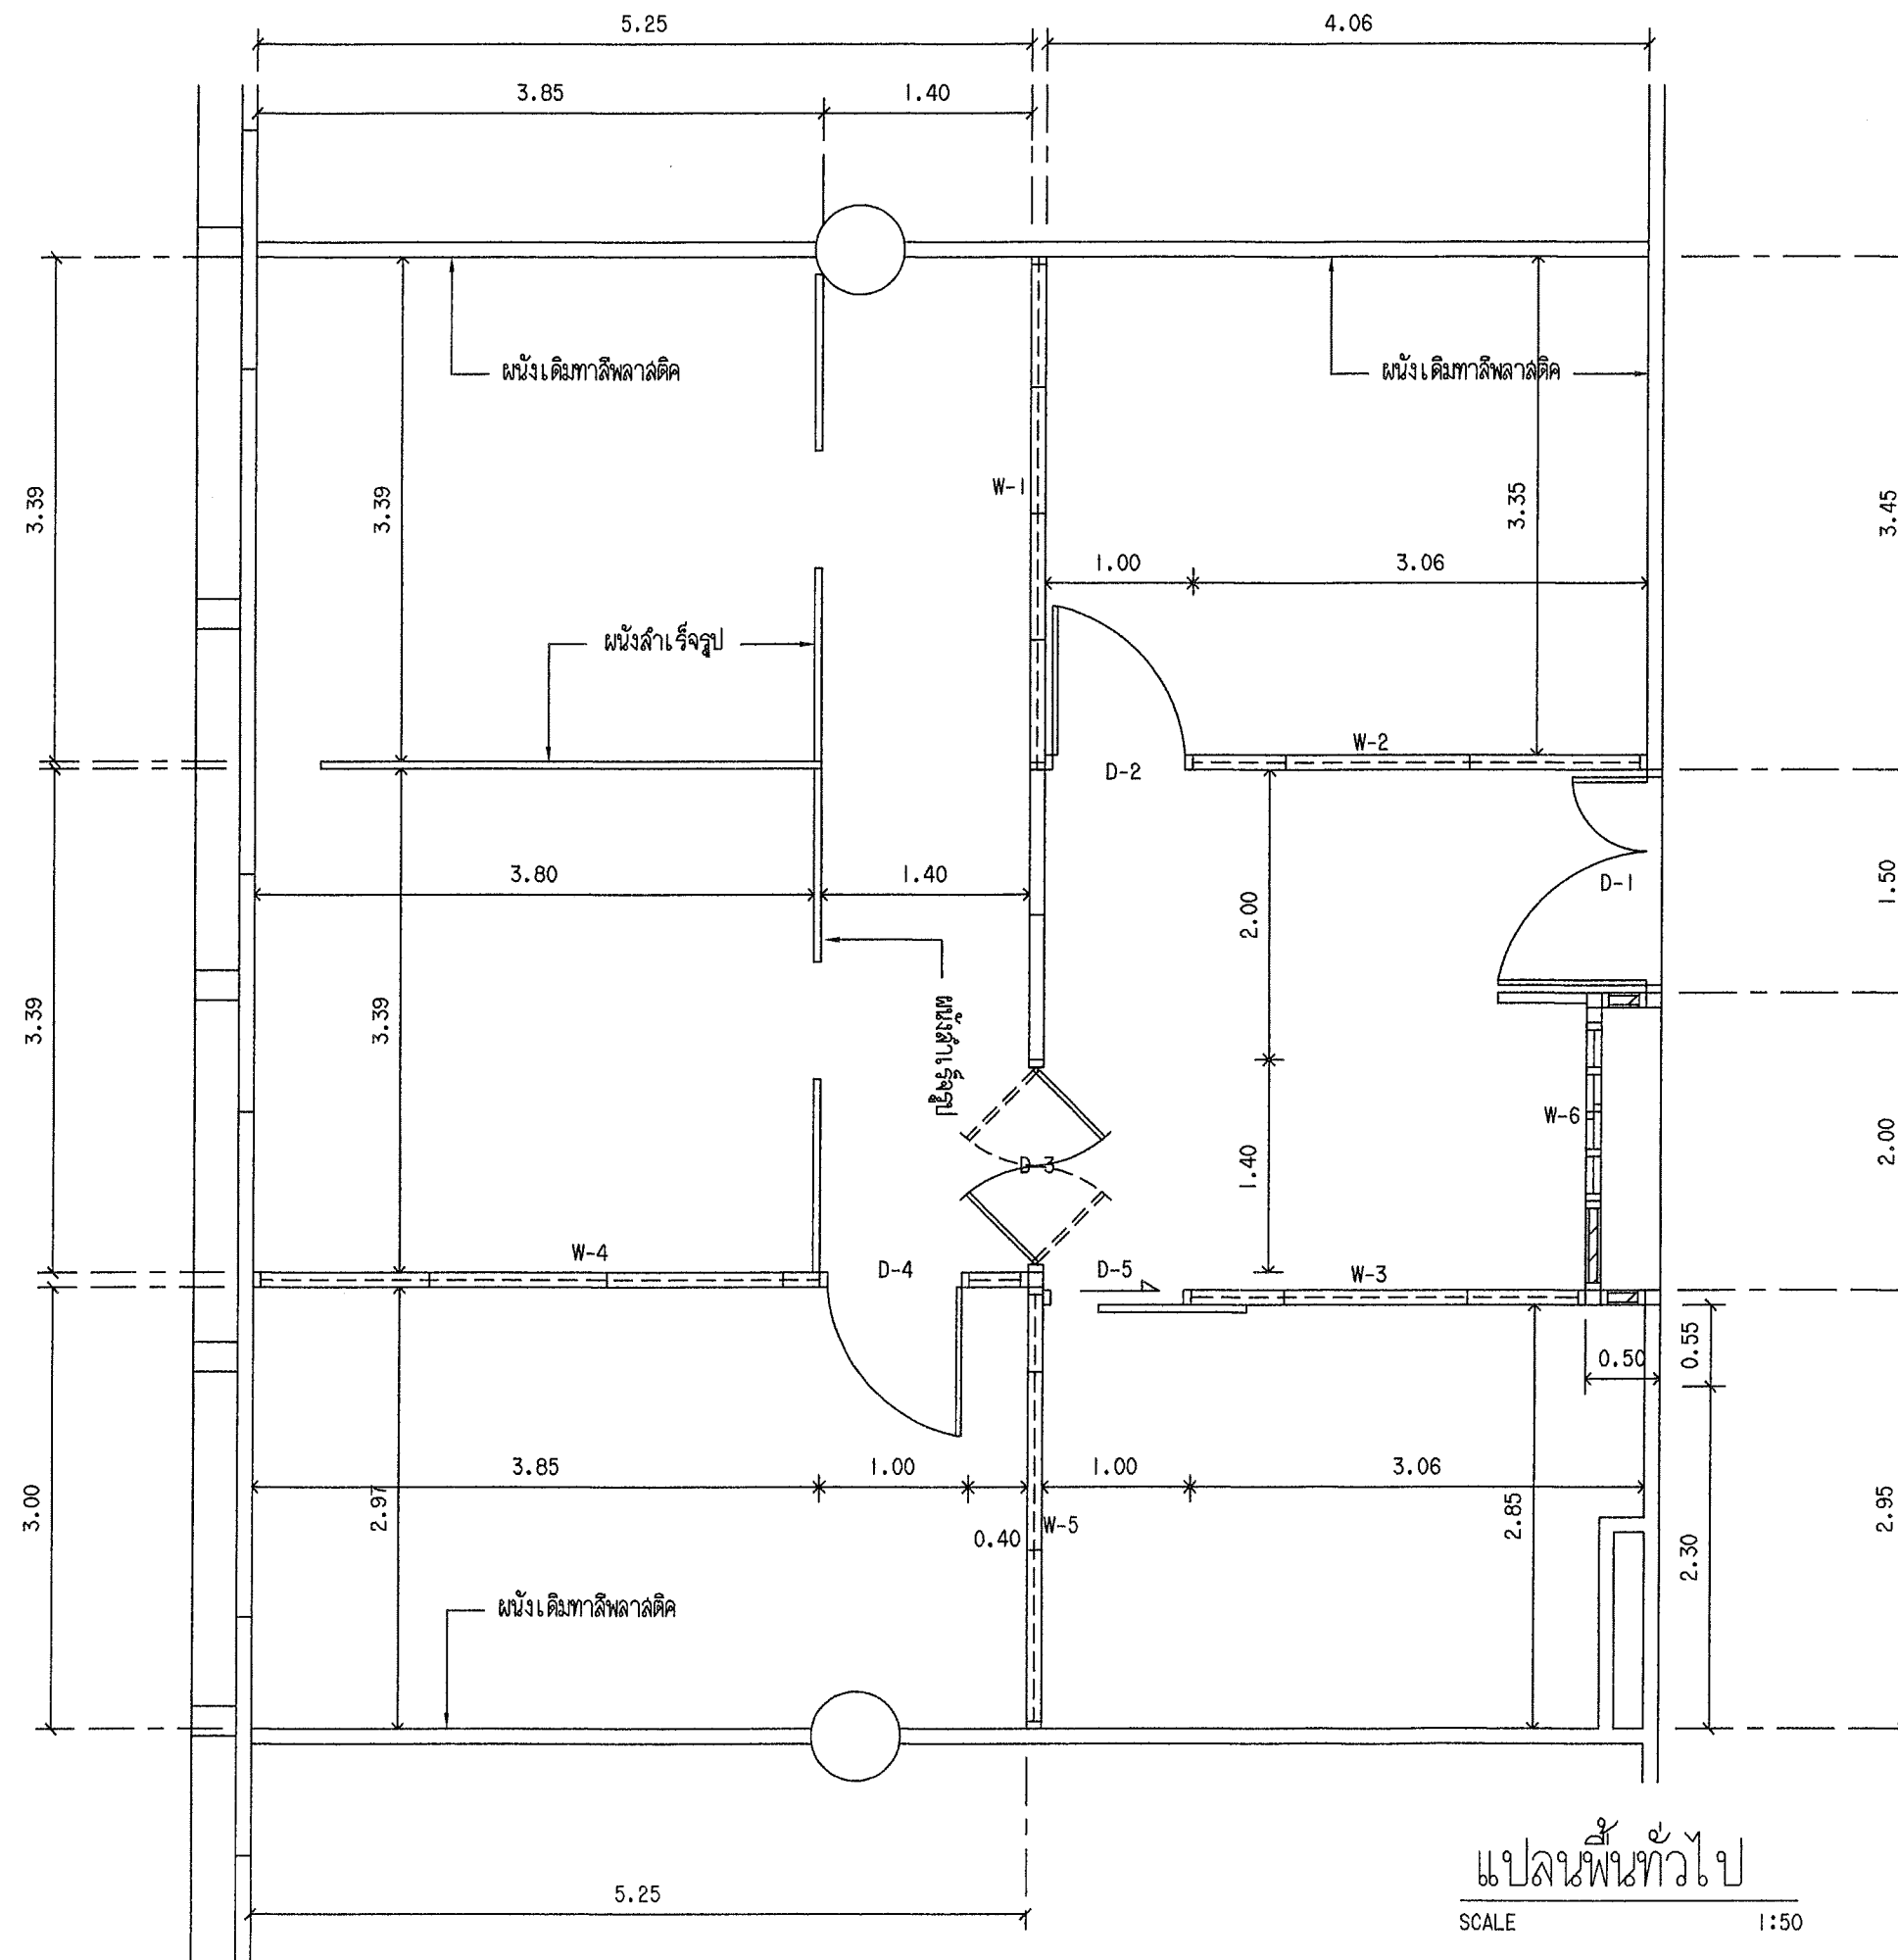 5.25
4.06
3.85
1.40
ผนังเดิมทาสีพลาสติค
ผนังเดิมทาสีพลาสติค
3.39
3.39
W-1
3.35
3.45
1.00
3.06
ผนังสำเร็จรูป
W-2
D-2
3.80
1.40
2.00
D-1
1.50
3.39
3.39
ผนังสำเร็จรูป
W-6
D-3
1.40
2.00
W-4
D-4
D-5
W-3
0.50
0.55
3.85
1.00
1.00
3.06
3.00
2.97
0.40
W-5
2.85
2.30
2.95
ผนังเดิมทาสีพลาสติค
5.25
แปลนพื้นทั่วไป
SCALE 1:50